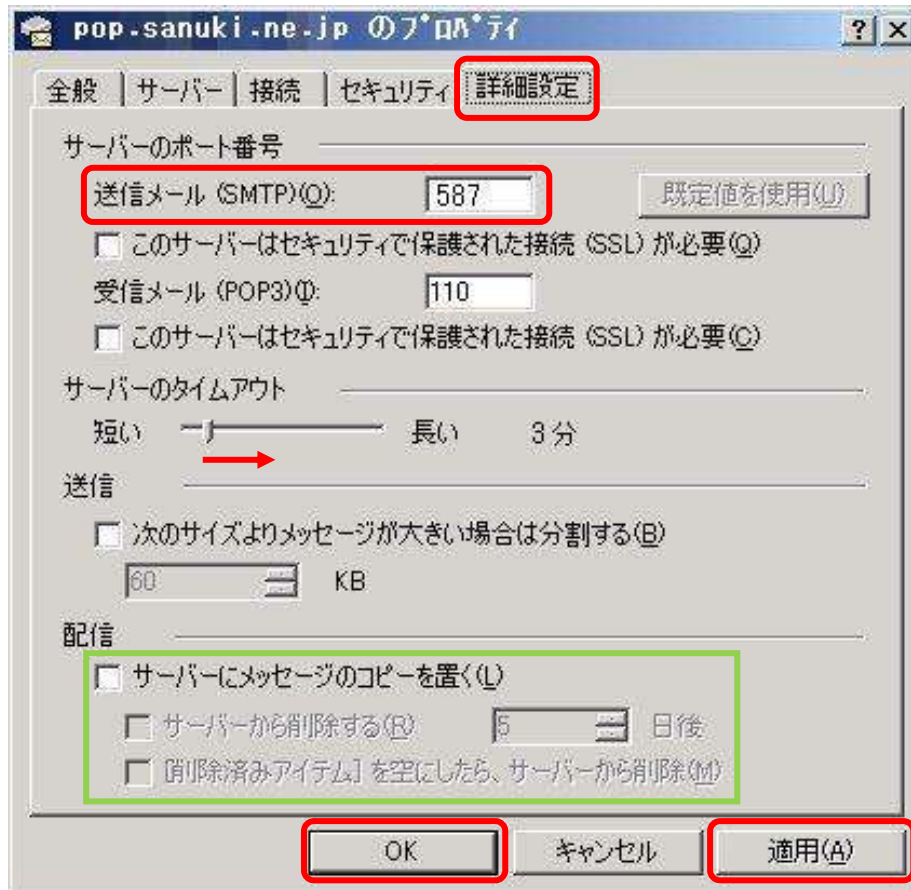 pop.sanuki.ne.jp のプロパティ
全般 サーバー 接続 セキュリティ 詳細設定
サーバーのポート番号
送信メール (SMTP)(O): 587 既定値を使用(U)
このサーバーはセキュリティで保護された接続 (SSL) が必要(Q)
受信メール (POP3)(I): 110
このサーバーはセキュリティで保護された接続 (SSL) が必要(C)
サーバーのタイムアウト
短い 長い 3 分
送信
次のサイズよりメッセージが大きい場合は分割する(B)
60 KB
配信
サーバーにメッセージのコピーを置く(L)
サーバーから削除する(R) 5 日後
[削除済みアイテム] を空にしたら、サーバーから削除(M)
OK キャンセル 適用(A)